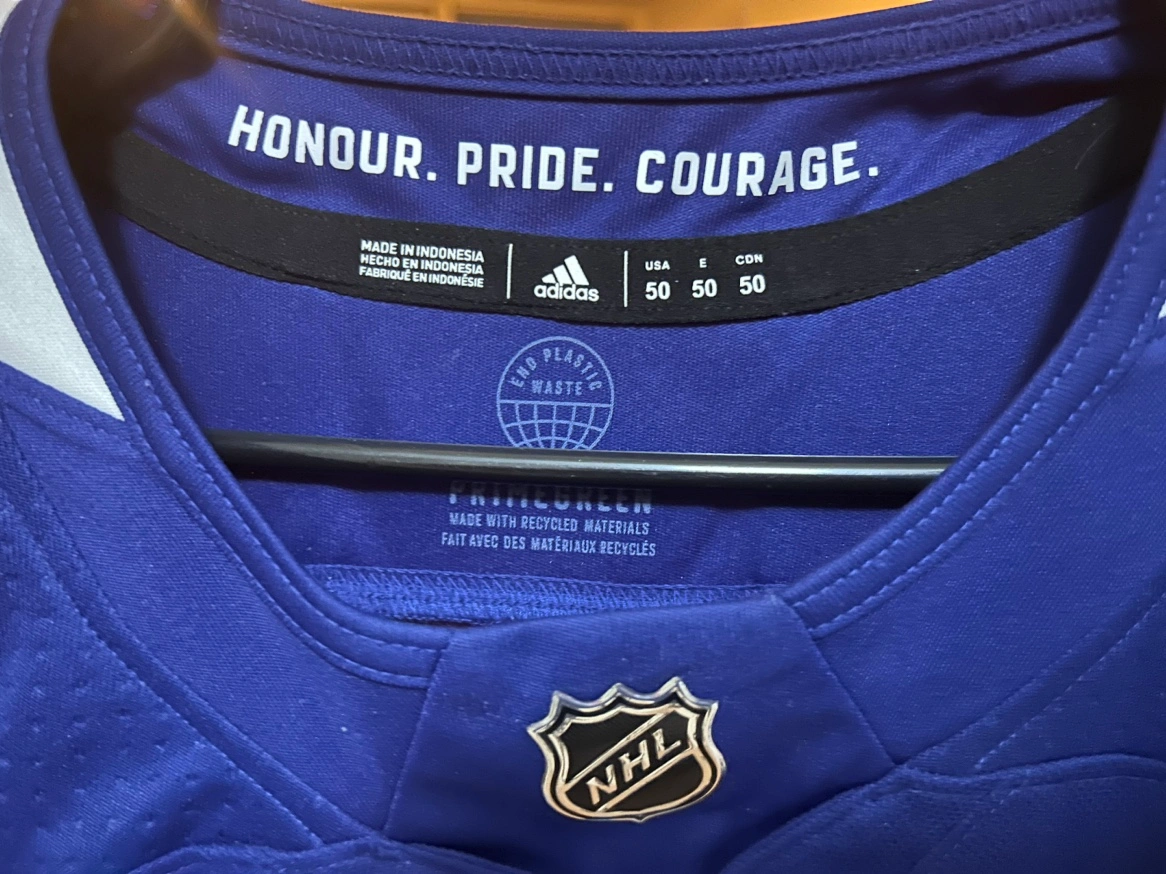 HONOUR. PRIDE. COURAGE.
MADE IN INDONESIA
HECHO EN INDONESIA
FABRIQUÉ EN INDONÉSIE
adidas
USA E CDN
50 50 50
END PLASTIC
WASTE
PRIMEGREEN
MADE WITH RECYCLED MATERIALS
FAIT AVEC DES MATÉRIAUX RECYCLÉS
NHL